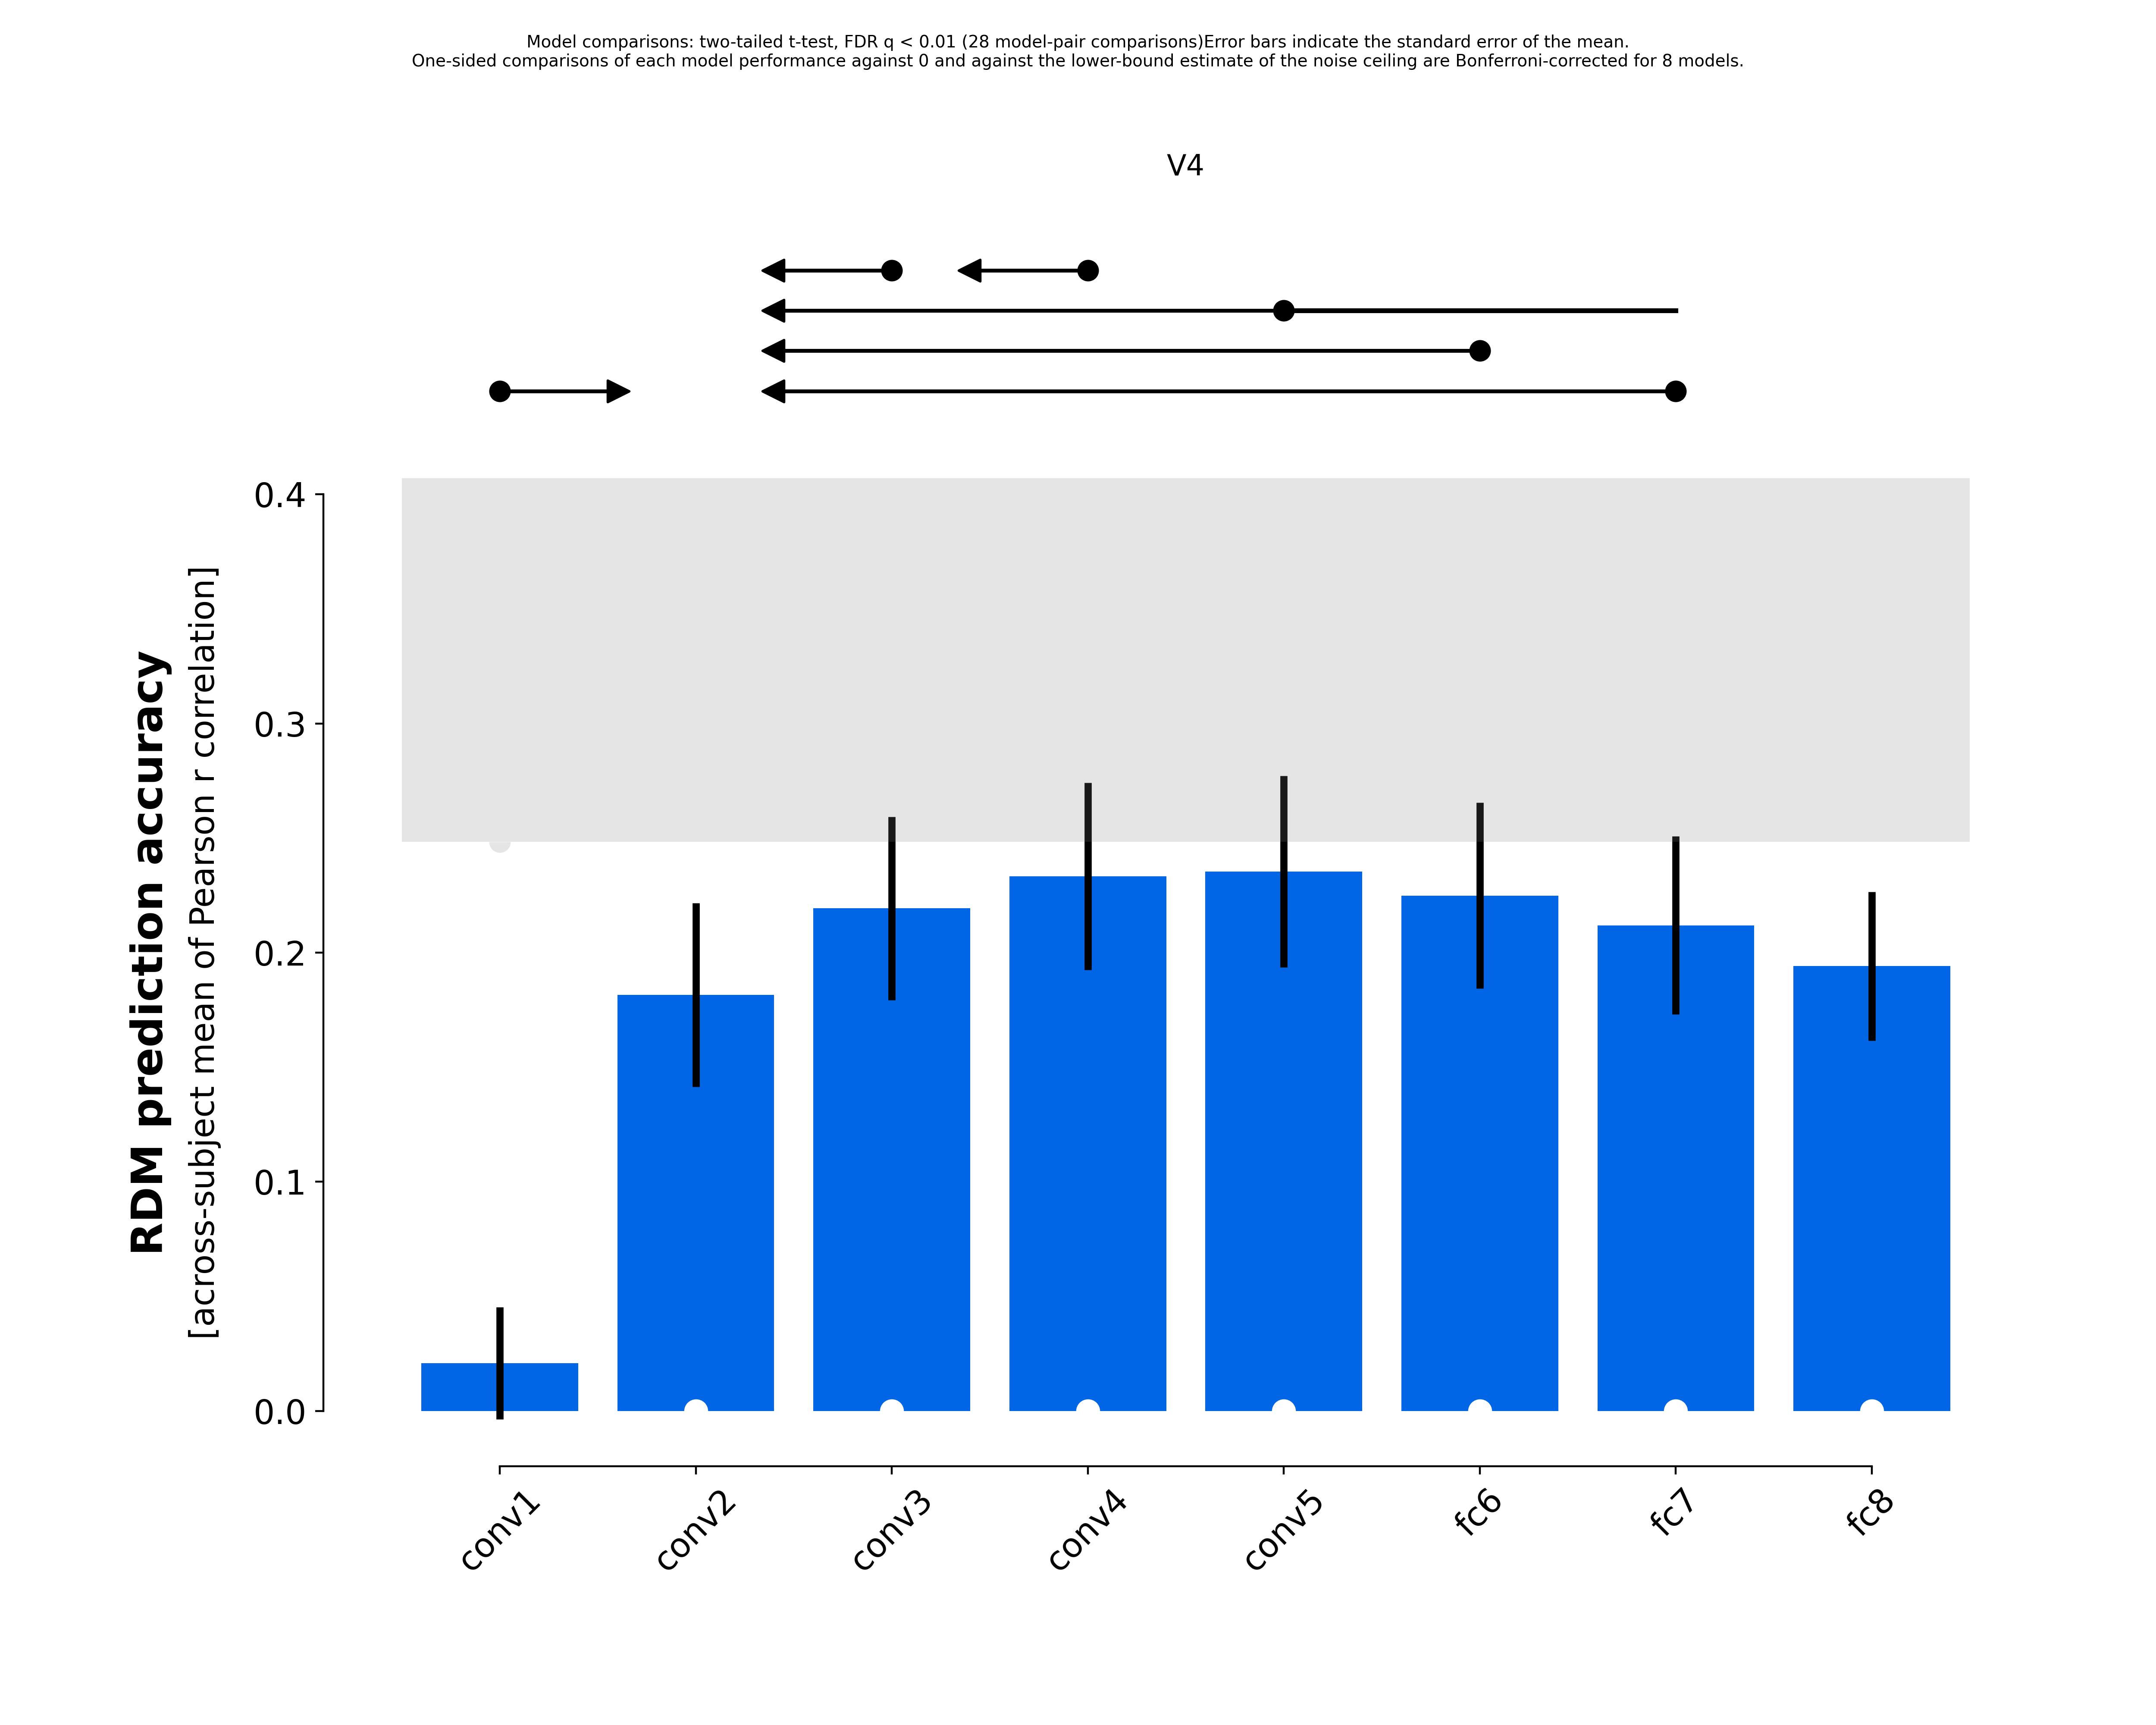 Model comparisons: two-tailed t-test, FDR q < 0.01 (28 model-pair comparisons)Error bars indicate the standard error of the mean.
One-sided comparisons of each model performance against 0 and against the lower-bound estimate of the noise ceiling are Bonferroni-corrected for 8 models.
V4
RDM prediction accuracy
[across-subject mean of Pearson r correlation]
0.4
0.3
0.2
0.1
0.0
conv1
conv2
conv3
conv4
conv5
fc6
fc7
fc8